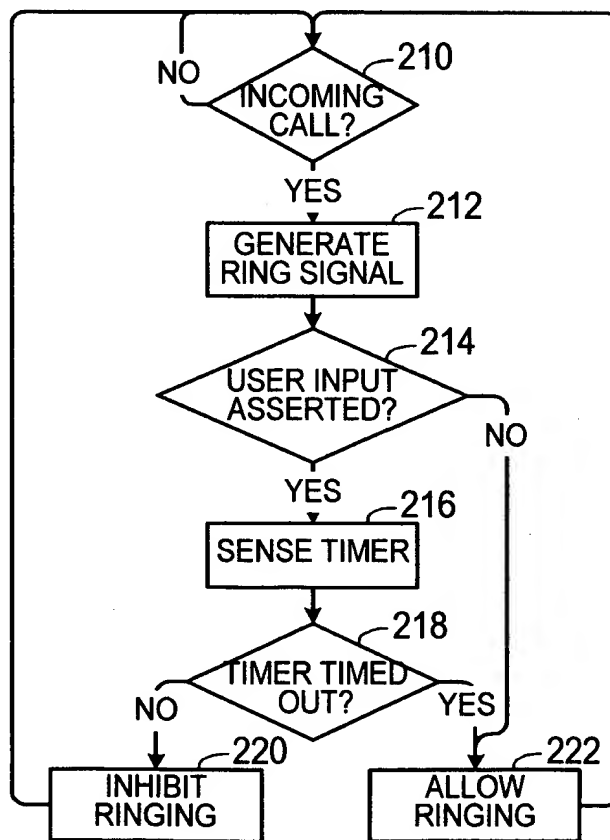 210
NO
INCOMING
CALL?
YES
212
GENERATE
RING SIGNAL
214
USER INPUT
ASSERTED?
NO
YES
216
SENSE TIMER
218
TIMER TIMED
OUT?
NO
YES
220
222
INHIBIT
RINGING
ALLOW
RINGING